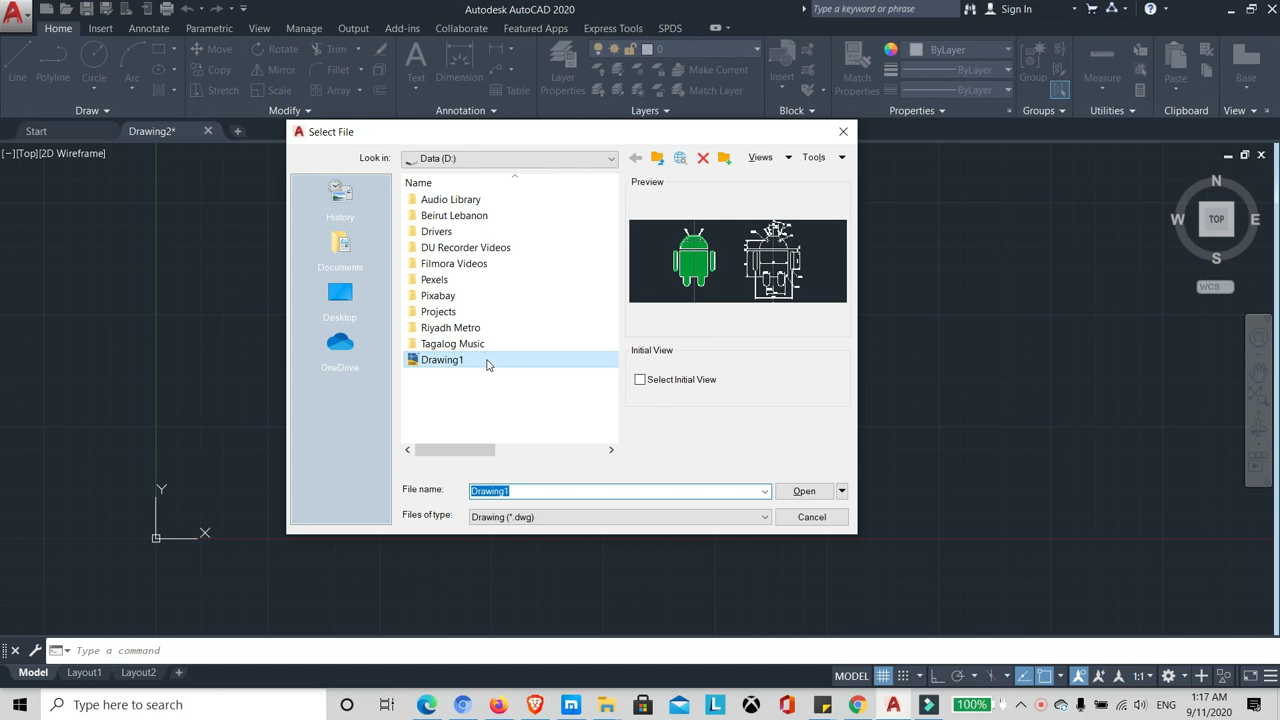 Autodesk AutoCAD 2020
Type a keyword or phrase
Sign In
Home Insert Annotate Parametric View Manage Output Add-ins Collaborate Express Tools Featured Apps SPDS
Line Polyline Circle Arc
Move Rotate Trim
Copy Mirror Fillet
Stretch Scale Array
Text Dimension Table
Layer Properties
0
Make Current
Match Layer
Insert
Match Properties
ByLayer
ByLayer
ByLayer
Group
Measure
Paste
Base
Draw Modify Annotation Layers Block Properties Groups Utilities Clipboard View
Start Drawing2*
[−][Top][2D Wireframe]
Select File
Look in: Data (D:)
Views Tools
Name
Audio Library
Beirut Lebanon
Drivers
DU Recorder Videos
Filmora Videos
Pexels
Pixabay
Projects
Riyadh Metro
Tagalog Music
Drawing1
History
Documents
Desktop
OneDrive
Preview
Initial View
Select Initial View
File name: Drawing1
Open
Files of type: Drawing (*.dwg)
Cancel
N
W TOP E
S
WCS
Y
X
Type a command
Model Layout1 Layout2
MODEL
1:1
Type here to search
100%
ENG
1:17 AM
9/11/2020